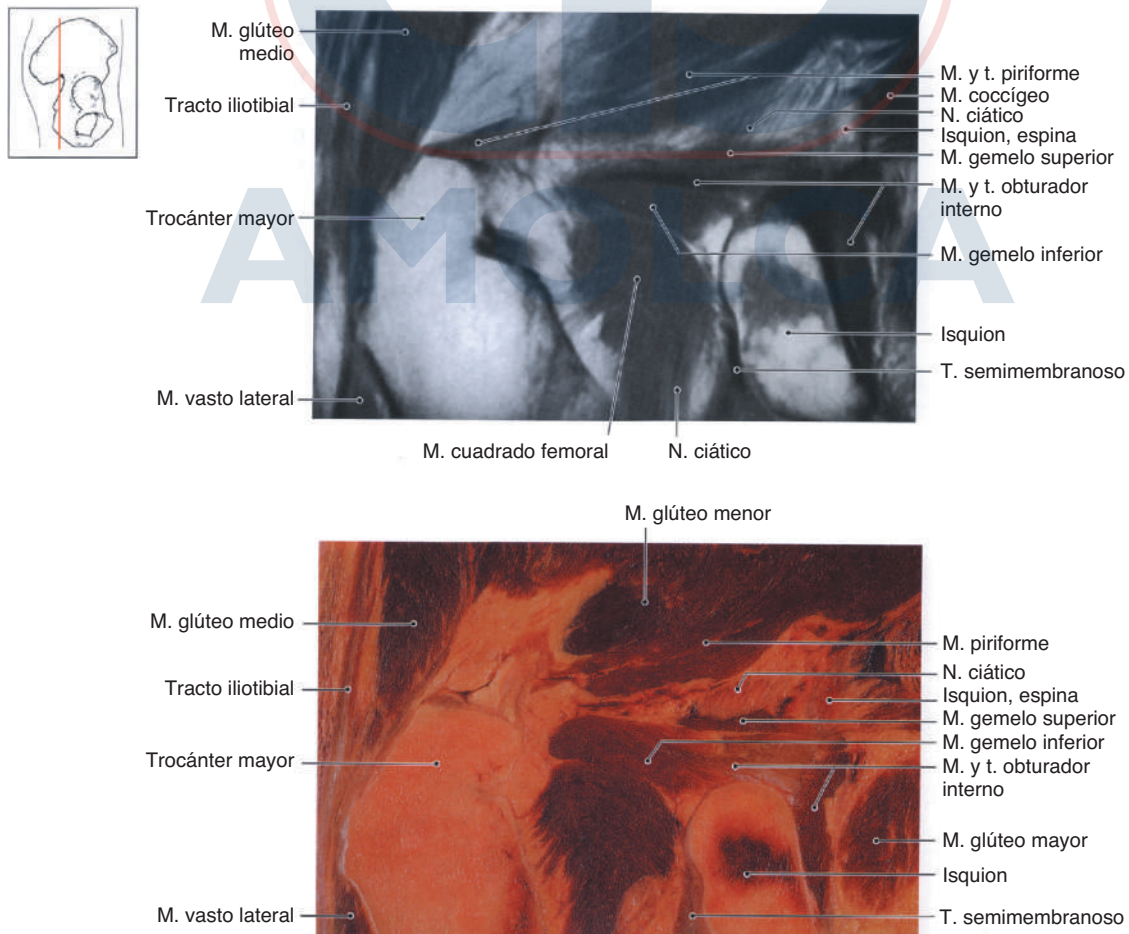 M. glúteo
medio
Tracto iliotibial
Trocánter mayor
M. vasto lateral
M. y t. piriforme
M. coccígeo
N. ciático
Isquion, espina
M. gemelo superior
M. y t. obturador
interno
M. gemelo inferior
Isquion
T. semimembranoso
M. cuadrado femoral
N. ciático
AMOLCA
M. glúteo menor
M. glúteo medio
Tracto iliotibial
Trocánter mayor
M. vasto lateral
M. piriforme
N. ciático
Isquion, espina
M. gemelo superior
M. gemelo inferior
M. y t. obturador
interno
M. glúteo mayor
Isquion
T. semimembranoso